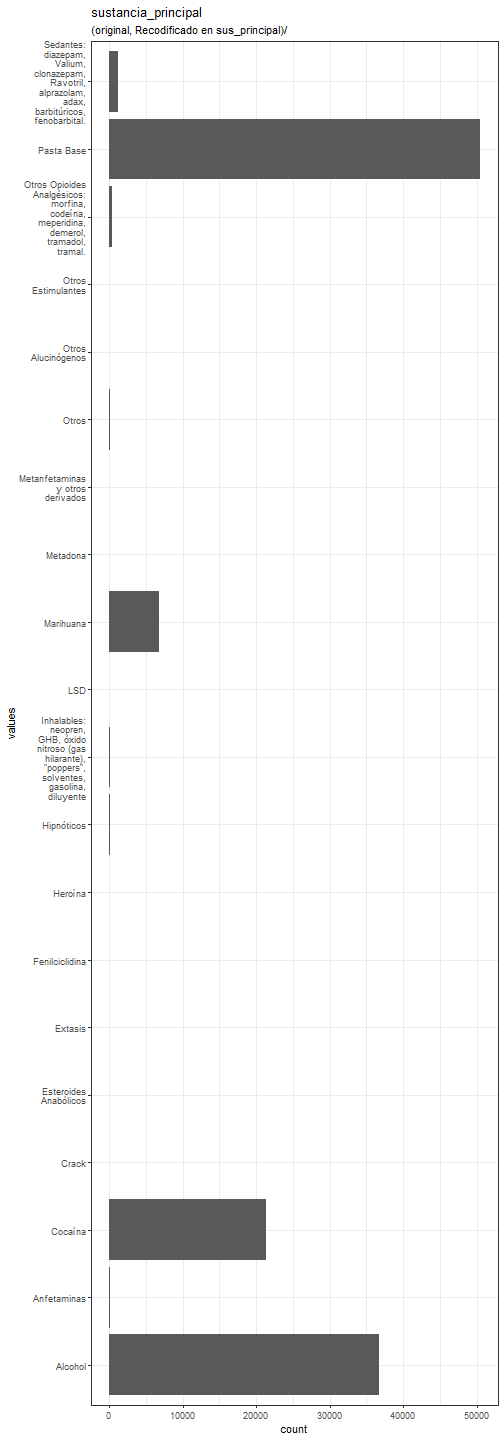 sustancia_principal
(original, Recodificado en sus_principal)/
Sedantes:
diazepam,
Valium,
clonazepam,
Ravotril,
alprazolam,
adax,
barbitúricos,
fenobarbital.
Pasta Base
Otros Opioides
Analgésicos:
morfina,
codeína,
meperidina,
demerol,
tramadol,
tramal.
Otros
Estimulantes
Otros
Alucinógenos
Otros
Metanfetaminas
y otros
derivados
Metadona
Marihuana
LSD
values
Inhalables:
neopren,
GHB, óxido
nitroso (gas
hilarante),
"poppers",
solventes,
gasolina,
diluyente
Hipnóticos
Heroína
Fenilciclidina
Extasis
Esteroides
Anabólicos
Crack
Cocaína
Anfetaminas
Alcohol
0 10000 20000 30000 40000 50000
count